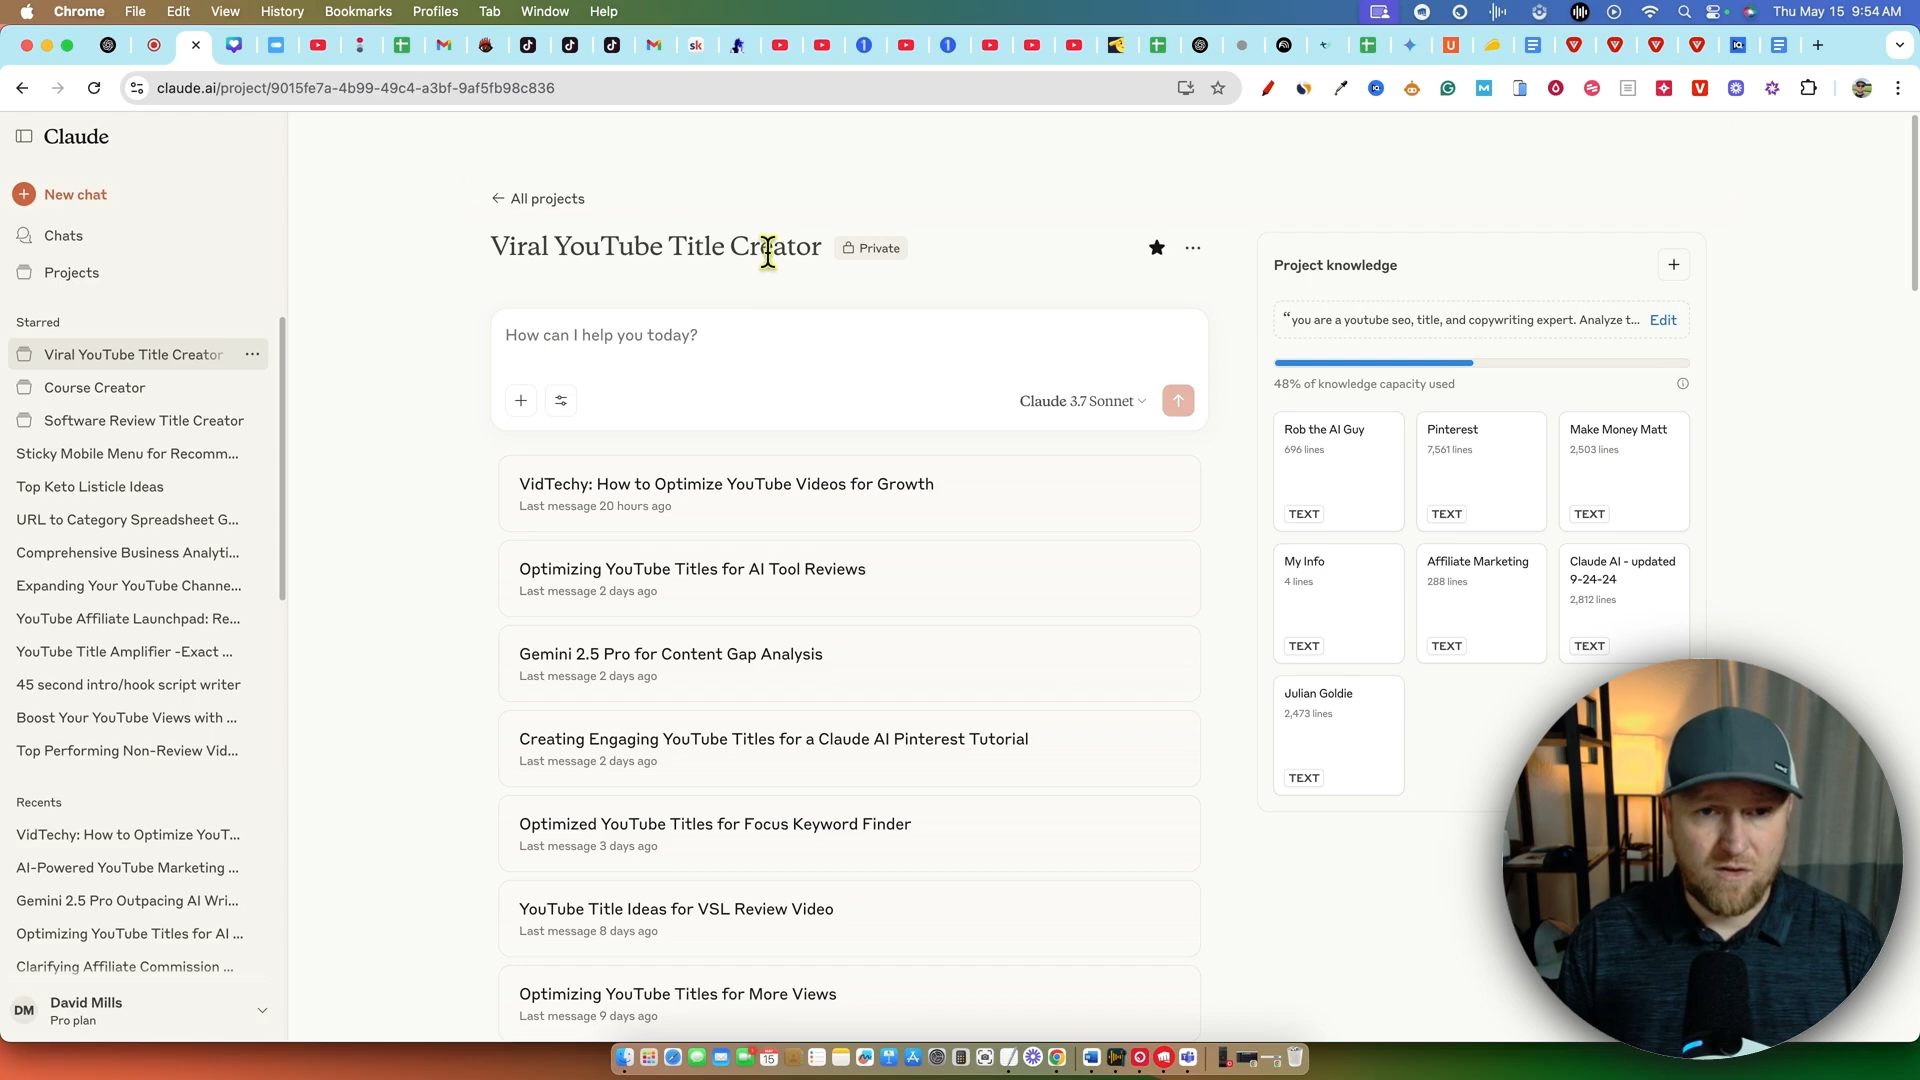 Chrome File Edit View History Bookmarks Profiles Tab Window Help
Thu May 15 9:54 AM
claude.ai/project/9015fe7a-4b99-49c4-a3bf-9af5fb98c836
Claude
New chat
Chats
Projects
Starred
Viral YouTube Title Creator
Course Creator
Software Review Title Creator
Sticky Mobile Menu for Recomm...
Top Keto Listicle Ideas
URL to Category Spreadsheet G...
Comprehensive Business Analyti...
Expanding Your YouTube Channe...
YouTube Affiliate Launchpad: Re...
YouTube Title Amplifier -Exact ...
45 second intro/hook script writer
Boost Your YouTube Views with ...
Top Performing Non-Review Vid...
Recents
VidTechy: How to Optimize YouT...
AI-Powered YouTube Marketing ...
Gemini 2.5 Pro Outpacing AI Wri...
Optimizing YouTube Titles for AI ...
Clarifying Affiliate Commission ...
DM
David Mills
Pro plan
All projects
Viral YouTube Title Creator
Private
How can I help you today?
Claude 3.7 Sonnet
VidTechy: How to Optimize YouTube Videos for Growth
Last message 20 hours ago
Optimizing YouTube Titles for AI Tool Reviews
Last message 2 days ago
Gemini 2.5 Pro for Content Gap Analysis
Last message 2 days ago
Creating Engaging YouTube Titles for a Claude AI Pinterest Tutorial
Last message 2 days ago
Optimized YouTube Titles for Focus Keyword Finder
Last message 3 days ago
YouTube Title Ideas for VSL Review Video
Last message 8 days ago
Optimizing YouTube Titles for More Views
Last message 9 days ago
Project knowledge
“you are a youtube seo, title, and copywriting expert. Analyze t... Edit
48% of knowledge capacity used
Rob the AI Guy
696 lines
TEXT
Pinterest
7,561 lines
TEXT
Make Money Matt
2,503 lines
TEXT
My Info
4 lines
TEXT
Affiliate Marketing
288 lines
TEXT
Claude AI - updated
9-24-24
2,812 lines
TEXT
Julian Goldie
2,473 lines
TEXT